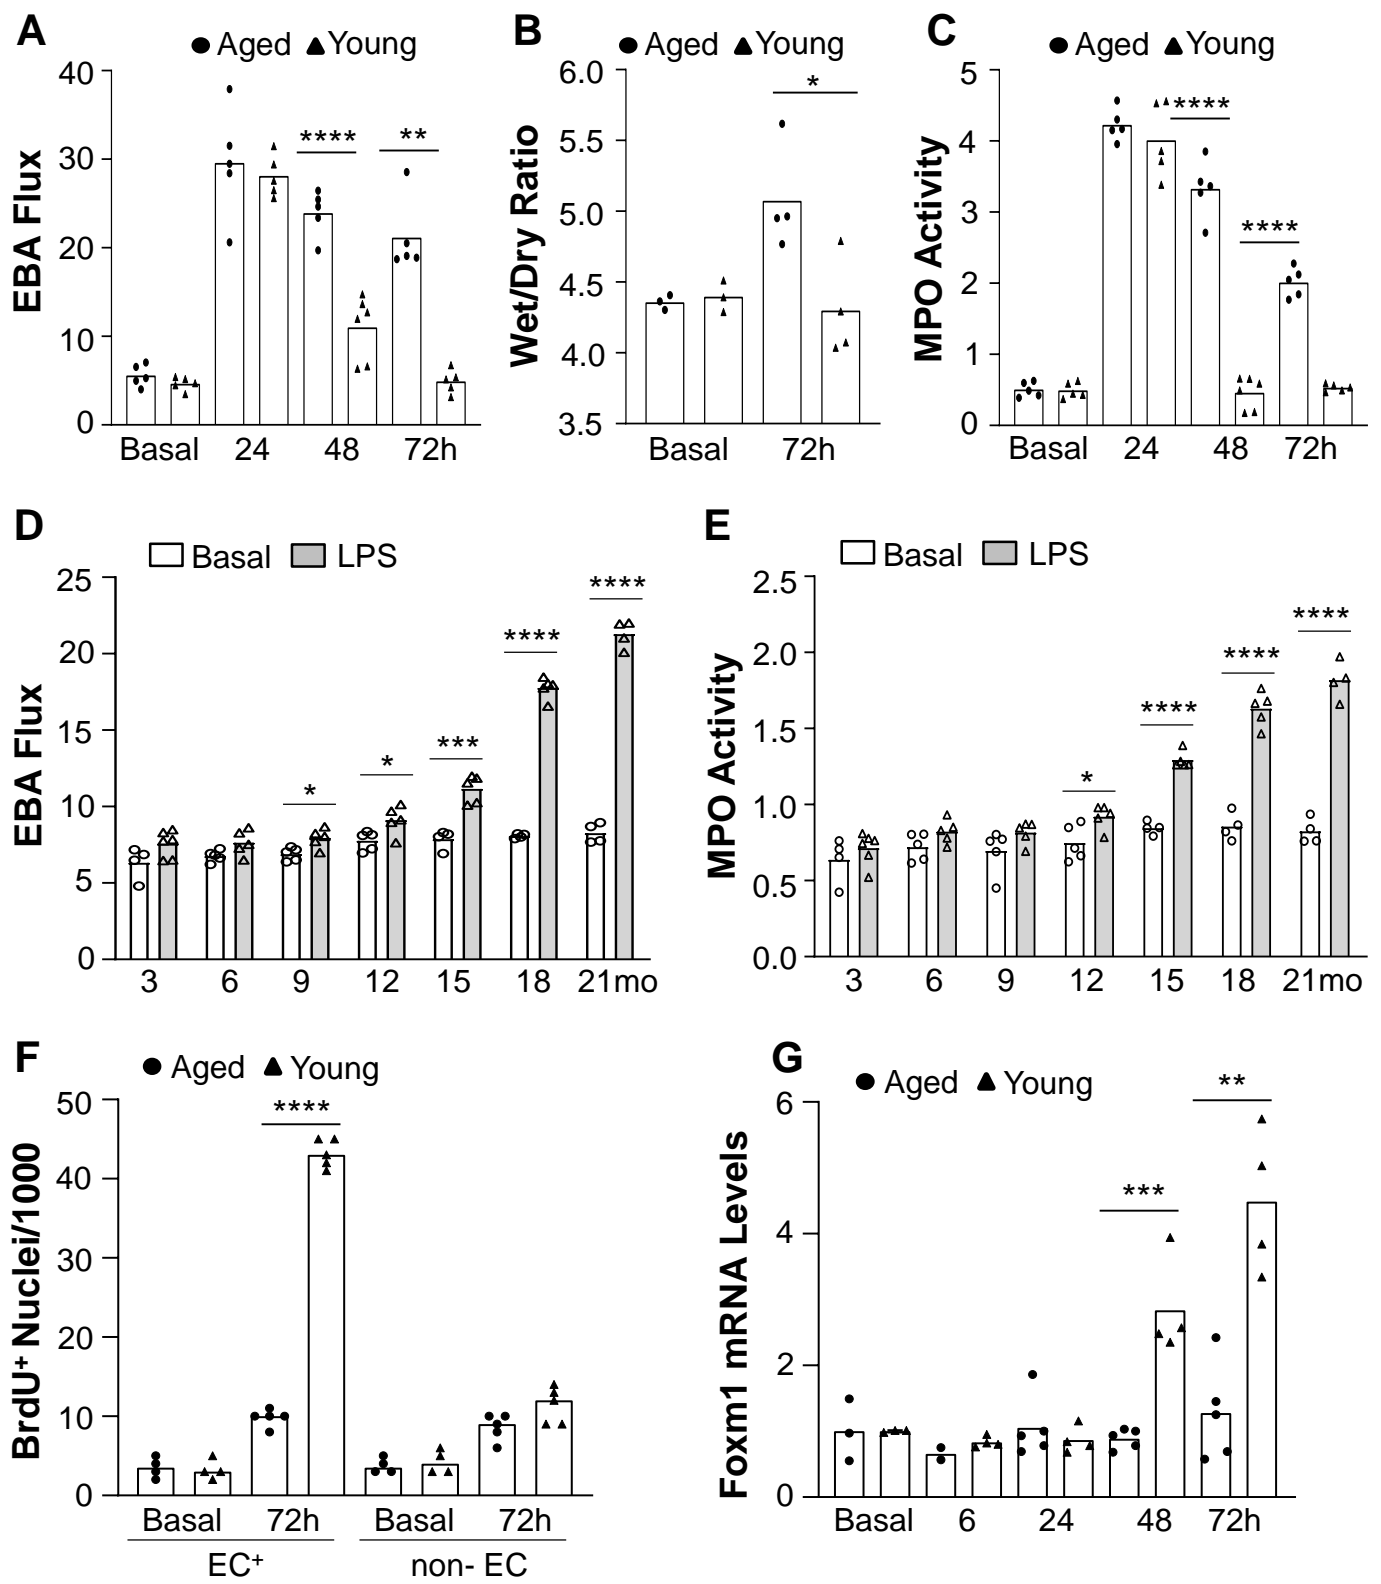 A
● Aged ▲ Young
EBA Flux
40
30
20
10
0
****
**
Basal 24 48 72h
B
● Aged ▲ Young
Wet/Dry Ratio
6.0
5.5
5.0
4.5
4.0
3.5
*
Basal 72h
C
● Aged ▲ Young
MPO Activity
5
4
3
2
1
0
****
****
Basal 24 48 72h
D
Basal LPS
EBA Flux
25
20
15
10
5
0
*
*
***
****
****
3 6 9 12 15 18 21mo
E
Basal LPS
MPO Activity
2.5
2.0
1.5
1.0
0.5
0.0
*
****
****
****
3 6 9 12 15 18 21mo
F
● Aged ▲ Young
BrdU⁺ Nuclei/1000
50
40
30
20
10
0
****
Basal 72h Basal 72h
EC⁺ non- EC
G
● Aged ▲ Young
Foxm1 mRNA Levels
6
4
2
0
***
**
Basal 6 24 48 72h